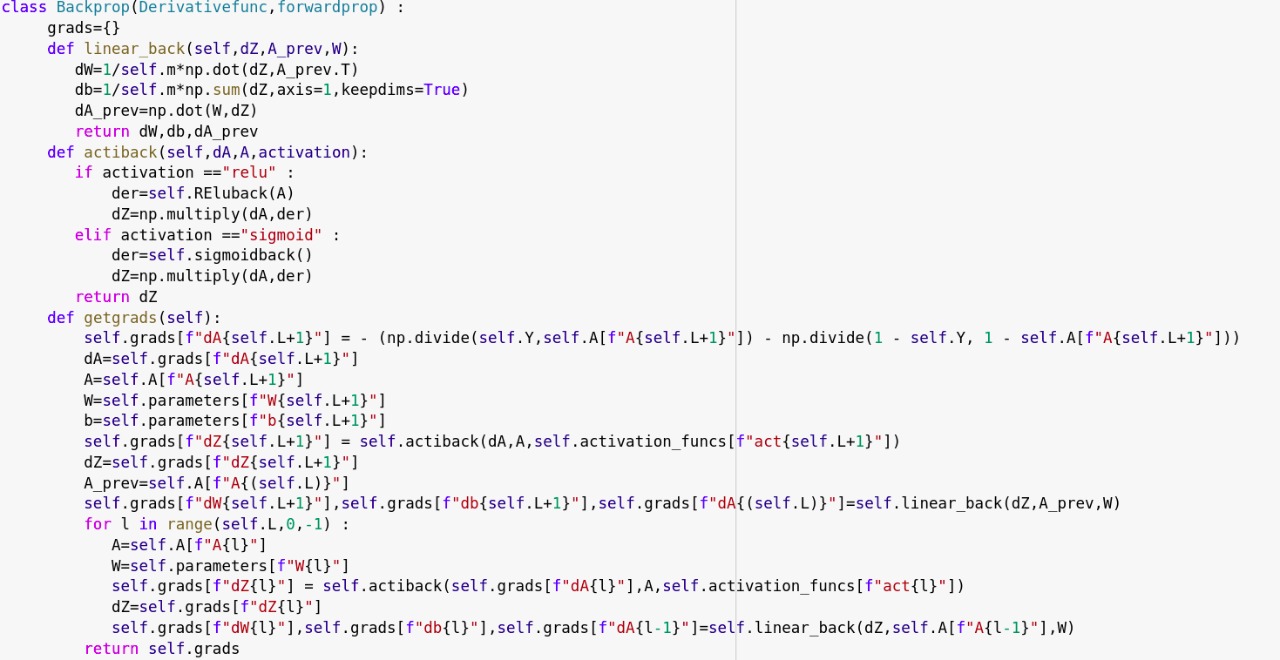 class Backprop(Derivativefunc,forwardprop) :
     grads={}
     def linear_back(self,dZ,A_prev,W):
        dW=1/self.m*np.dot(dZ,A_prev.T)
        db=1/self.m*np.sum(dZ,axis=1,keepdims=True)
        dA_prev=np.dot(W,dZ)
        return dW,db,dA_prev
     def actiback(self,dA,A,activation):
        if activation =="relu" :
            der=self.REluback(A)
            dZ=np.multiply(dA,der)
        elif activation =="sigmoid" :
            der=self.sigmoidback()
            dZ=np.multiply(dA,der)
        return dZ
     def getgrads(self):
         self.grads[f"dA{self.L+1}"] = - (np.divide(self.Y,self.A[f"A{self.L+1}"]) - np.divide(1 - self.Y, 1 - self.A[f"A{self.L+1}"]))
         dA=self.grads[f"dA{self.L+1}"]
         A=self.A[f"A{self.L+1}"]
         W=self.parameters[f"W{self.L+1}"]
         b=self.parameters[f"b{self.L+1}"]
         self.grads[f"dZ{self.L+1}"] = self.actiback(dA,A,self.activation_funcs[f"act{self.L+1}"])
         dZ=self.grads[f"dZ{self.L+1}"]
         A_prev=self.A[f"A{(self.L)}"]
         self.grads[f"dW{self.L+1}"],self.grads[f"db{self.L+1}"],self.grads[f"dA{(self.L)}"]=self.linear_back(dZ,A_prev,W)
         for l in range(self.L,0,-1) :
            A=self.A[f"A{l}"]
            W=self.parameters[f"W{l}"]
            self.grads[f"dZ{l}"] = self.actiback(self.grads[f"dA{l}"],A,self.activation_funcs[f"act{l}"])
            dZ=self.grads[f"dZ{l}"]
            self.grads[f"dW{l}"],self.grads[f"db{l}"],self.grads[f"dA{l-1}"]=self.linear_back(dZ,self.A[f"A{l-1}"],W)
         return self.grads